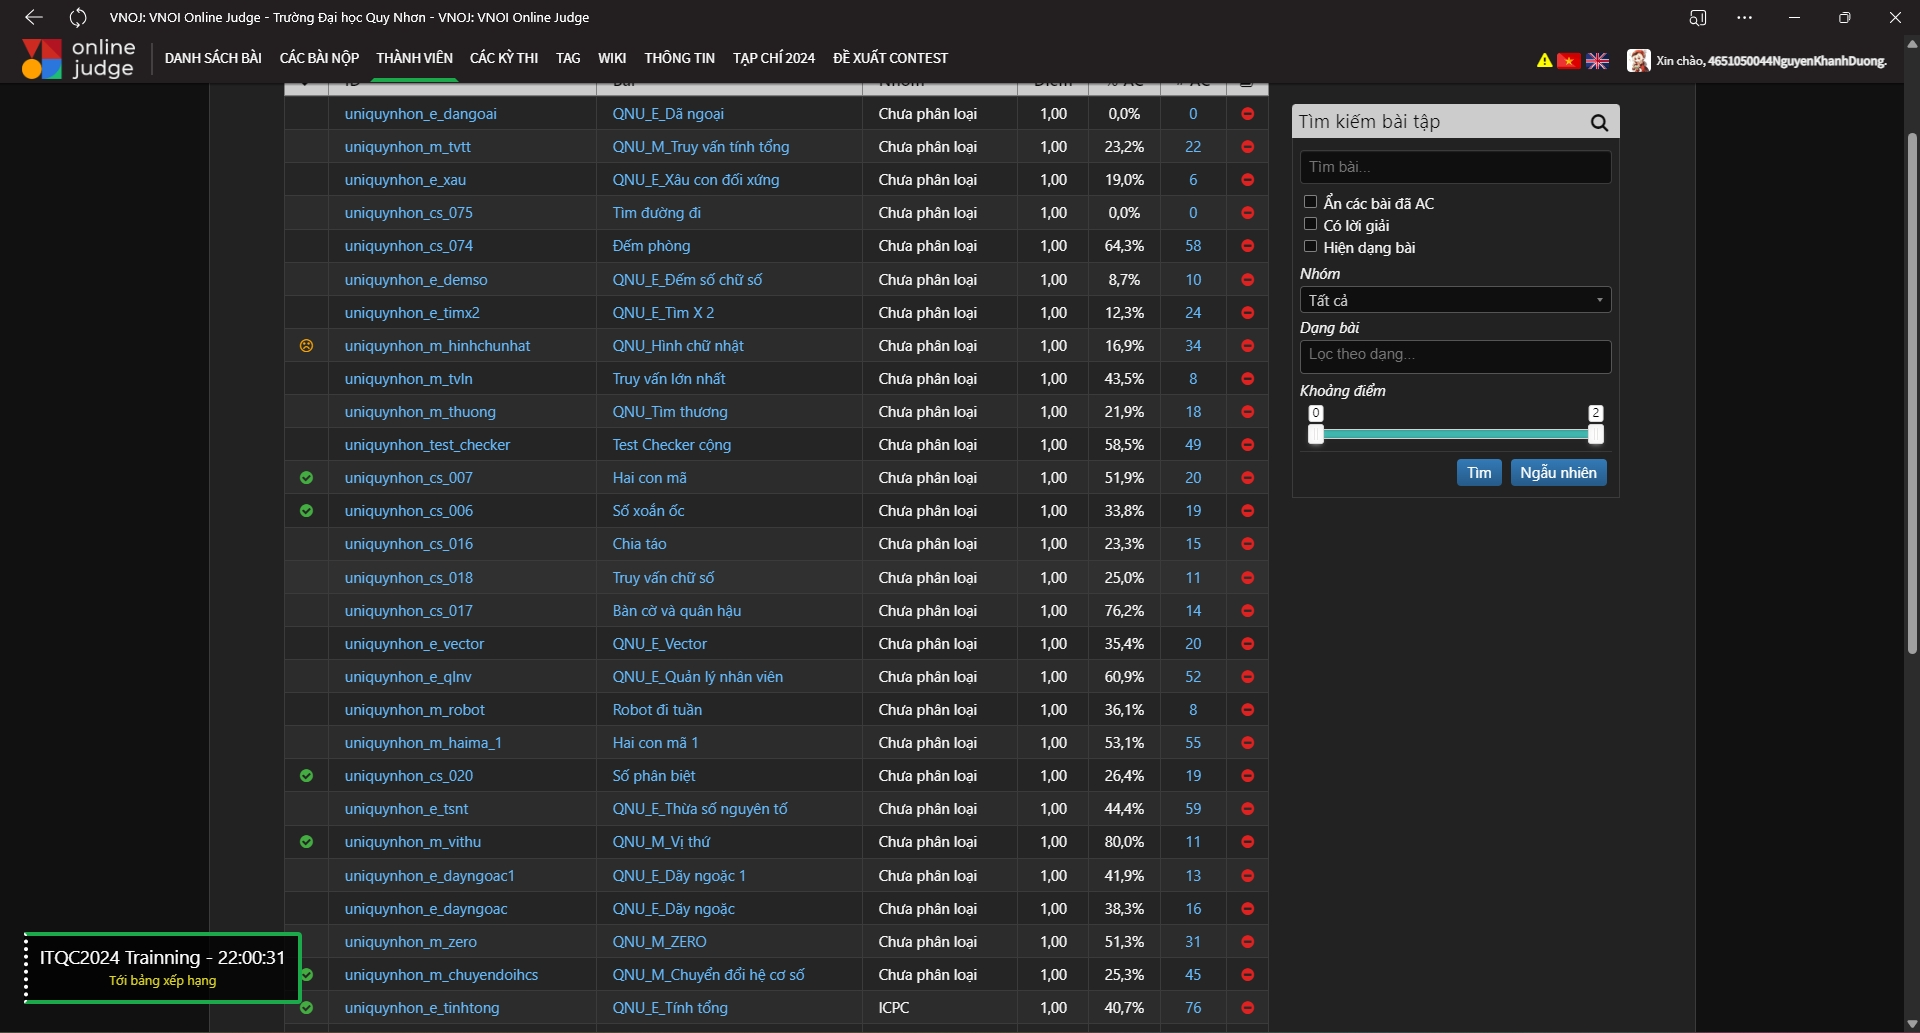 VNOJ: VNOI Online Judge - Trường Đại học Quy Nhơn - VNOJ: VNOI Online Judge
online judge DANH SÁCH BÀI CÁC BÀI NỘP THÀNH VIÊN CÁC KỲ THI TAG WIKI THÔNG TIN TẠP CHÍ 2024 ĐỀ XUẤT CONTEST Xin chào, 4651050044NguyenKhanhDuong.
ID Bài Nhóm Điểm % AC # AC
uniquynhon_e_dangoai QNU_E_Dã ngoại Chưa phân loại 1,00 0,0% 0
uniquynhon_m_tvtt QNU_M_Truy vấn tính tổng Chưa phân loại 1,00 23,2% 22
uniquynhon_e_xau QNU_E_Xâu con đối xứng Chưa phân loại 1,00 19,0% 6
uniquynhon_cs_075 Tìm đường đi Chưa phân loại 1,00 0,0% 0
uniquynhon_cs_074 Đếm phòng Chưa phân loại 1,00 64,3% 58
uniquynhon_e_demso QNU_E_Đếm số chữ số Chưa phân loại 1,00 8,7% 10
uniquynhon_e_timx2 QNU_E_Tìm X 2 Chưa phân loại 1,00 12,3% 24
uniquynhon_m_hinhchunhat QNU_Hình chữ nhật Chưa phân loại 1,00 16,9% 34
uniquynhon_m_tvln Truy vấn lớn nhất Chưa phân loại 1,00 43,5% 8
uniquynhon_m_thuong QNU_Tìm thương Chưa phân loại 1,00 21,9% 18
uniquynhon_test_checker Test Checker cộng Chưa phân loại 1,00 58,5% 49
uniquynhon_cs_007 Hai con mã Chưa phân loại 1,00 51,9% 20
uniquynhon_cs_006 Số xoắn ốc Chưa phân loại 1,00 33,8% 19
uniquynhon_cs_016 Chia táo Chưa phân loại 1,00 23,3% 15
uniquynhon_cs_018 Truy vấn chữ số Chưa phân loại 1,00 25,0% 11
uniquynhon_cs_017 Bàn cờ và quân hậu Chưa phân loại 1,00 76,2% 14
uniquynhon_e_vector QNU_E_Vector Chưa phân loại 1,00 35,4% 20
uniquynhon_e_qlnv QNU_E_Quản lý nhân viên Chưa phân loại 1,00 60,9% 52
uniquynhon_m_robot Robot đi tuần Chưa phân loại 1,00 36,1% 8
uniquynhon_m_haima_1 Hai con mã 1 Chưa phân loại 1,00 53,1% 55
uniquynhon_cs_020 Số phân biệt Chưa phân loại 1,00 26,4% 19
uniquynhon_e_tsnt QNU_E_Thừa số nguyên tố Chưa phân loại 1,00 44,4% 59
uniquynhon_m_vithu QNU_M_Vị thứ Chưa phân loại 1,00 80,0% 11
uniquynhon_e_dayngoac1 QNU_E_Dãy ngoặc 1 Chưa phân loại 1,00 41,9% 13
uniquynhon_e_dayngoac QNU_E_Dãy ngoặc Chưa phân loại 1,00 38,3% 16
uniquynhon_m_zero QNU_M_ZERO Chưa phân loại 1,00 51,3% 31
uniquynhon_m_chuyendoihcs QNU_M_Chuyển đổi hệ cơ số Chưa phân loại 1,00 25,3% 45
uniquynhon_e_tinhtong QNU_E_Tính tổng ICPC 1,00 40,7% 76
Tìm kiếm bài tập
Tìm bài...
Ẩn các bài đã AC
Có lời giải
Hiện dạng bài
Nhóm
Tất cả
Dạng bài
Lọc theo dạng...
Khoảng điểm
0 2
Tìm Ngẫu nhiên
ITQC2024 Trainning - 22:00:31
Tới bảng xếp hạng